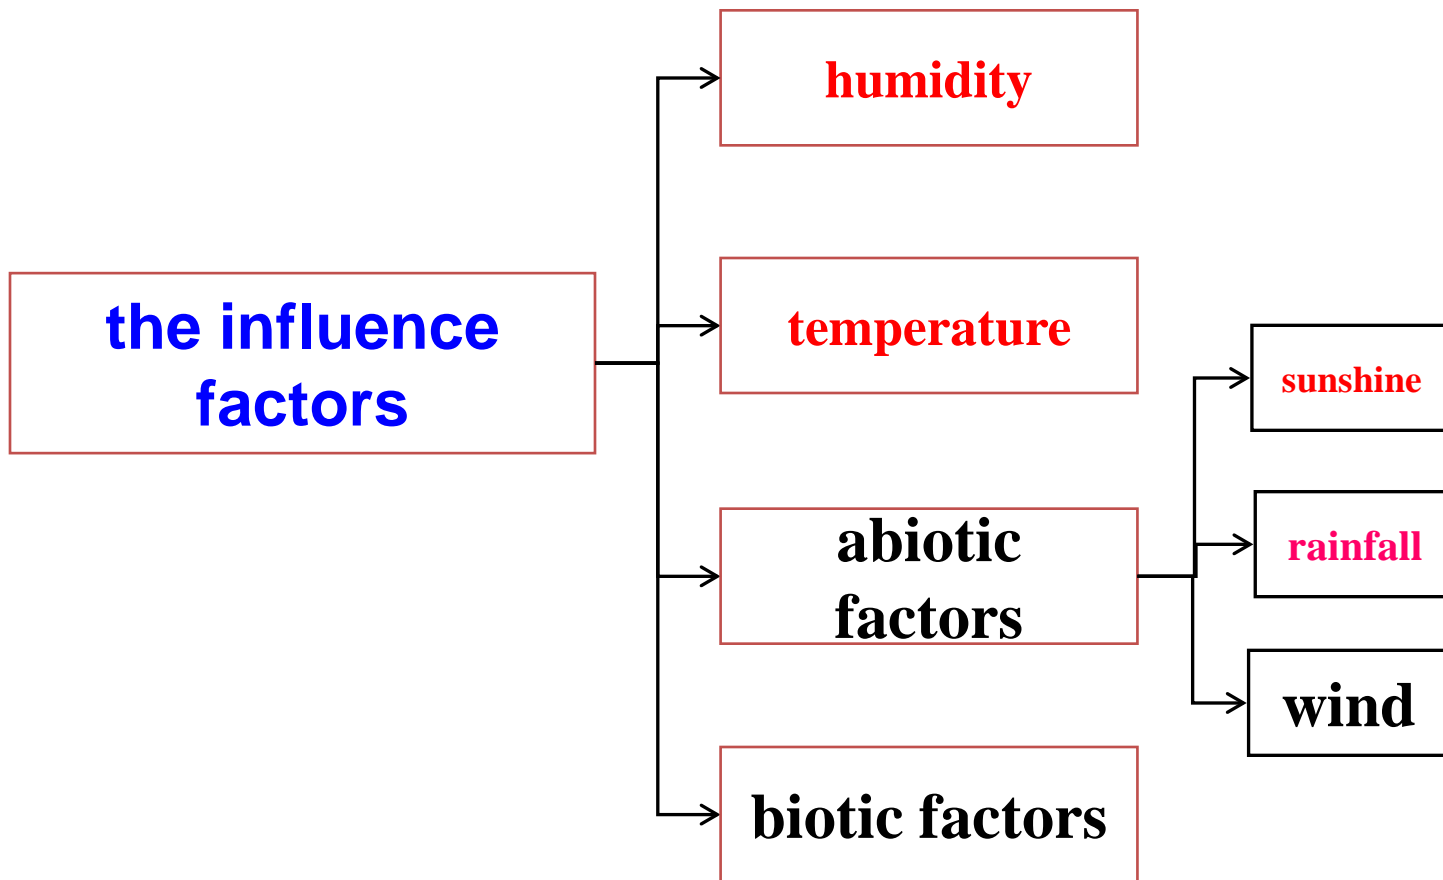 humidity
the influence
factors
temperature
sunshine
abiotic
factors
rainfall
wind
biotic factors